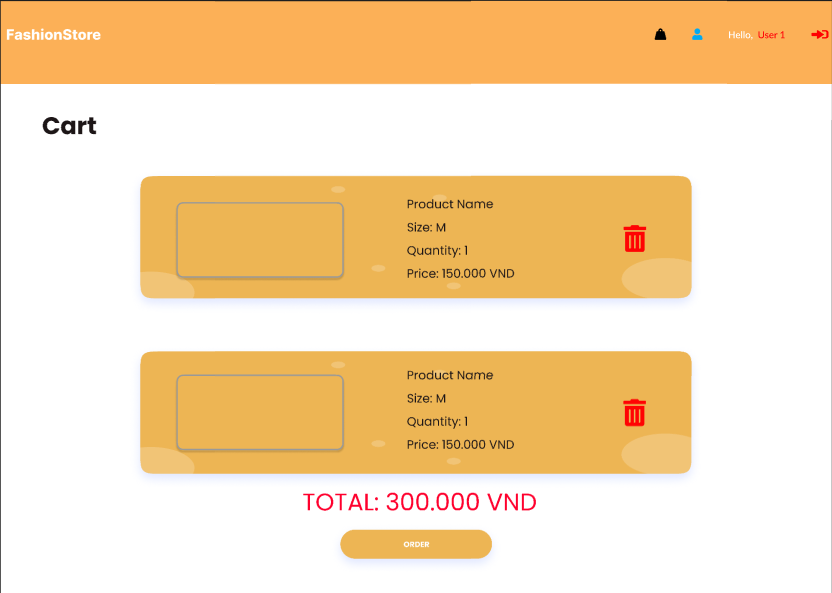 FashionStore
Hello, User 1
Cart
Product Name
Size: M
Quantity: 1
Price: 150.000 VND
Product Name
Size: M
Quantity: 1
Price: 150.000 VND
TOTAL: 300.000 VND
ORDER